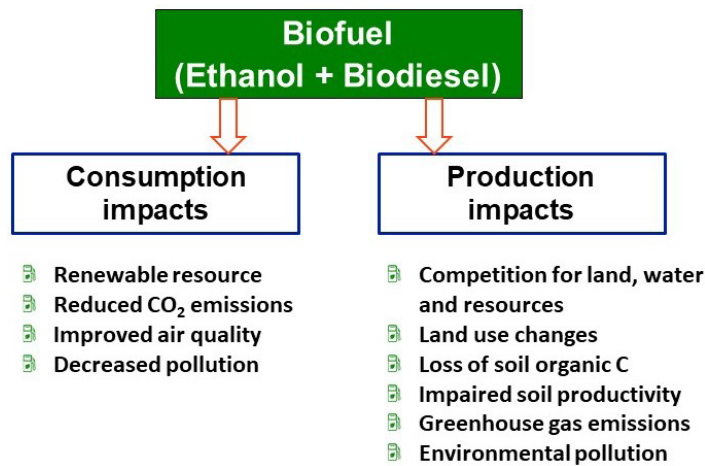 Biofuel
(Ethanol + Biodiesel)
Consumption
impacts
Renewable resource
Reduced CO₂ emissions
Improved air quality
Decreased pollution
Production
impacts
Competition for land, water
and resources
Land use changes
Loss of soil organic C
Impaired soil productivity
Greenhouse gas emissions
Environmental pollution